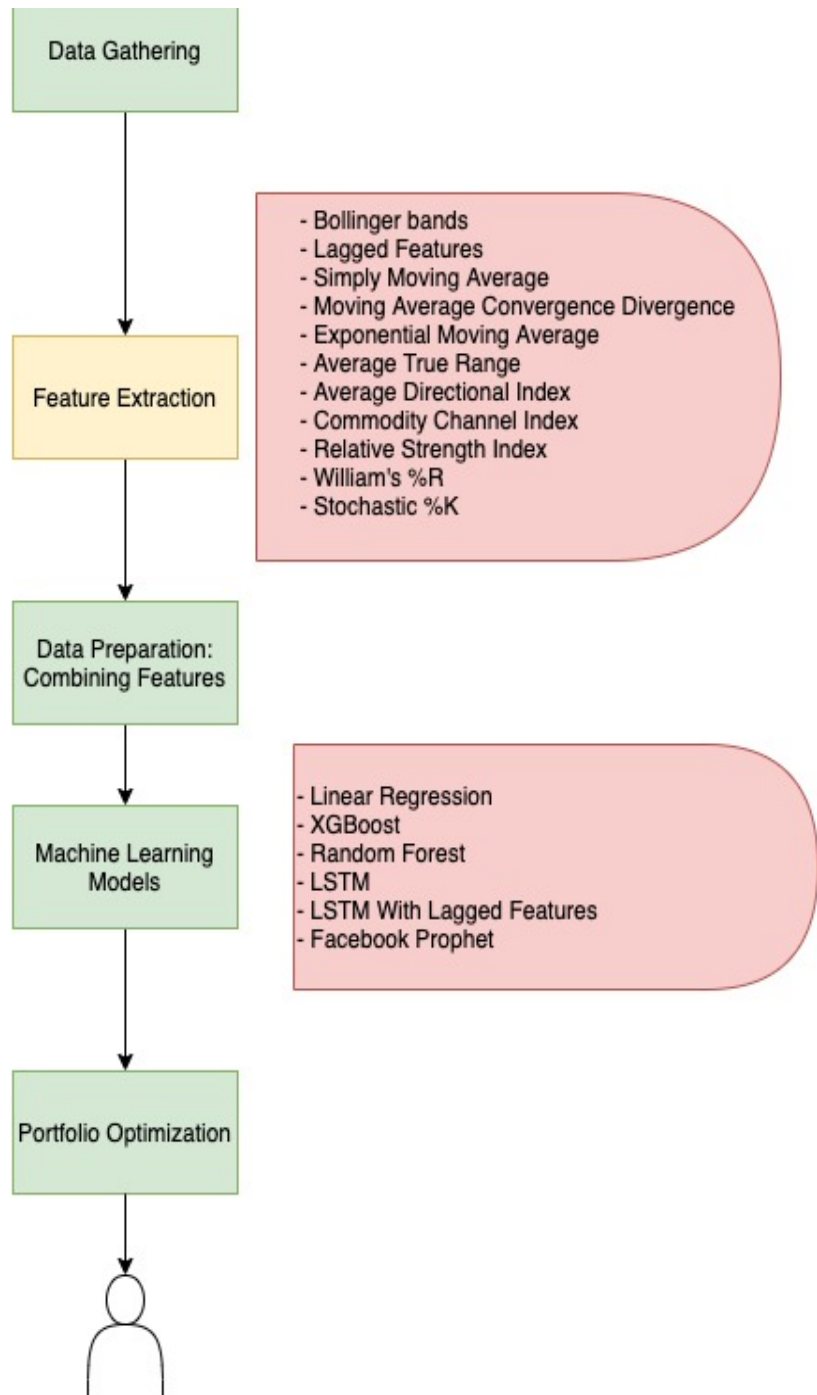 Data Gathering
- Bollinger bands
- Lagged Features
- Simply Moving Average
- Moving Average Convergence Divergence
- Exponential Moving Average
- Average True Range
- Average Directional Index
- Commodity Channel Index
- Relative Strength Index
- William's %R
- Stochastic %K
Feature Extraction
Data Preparation:
Combining Features
Machine Learning
Models
- Linear Regression
- XGBoost
- Random Forest
- LSTM
- LSTM With Lagged Features
- Facebook Prophet
Portfolio Optimization